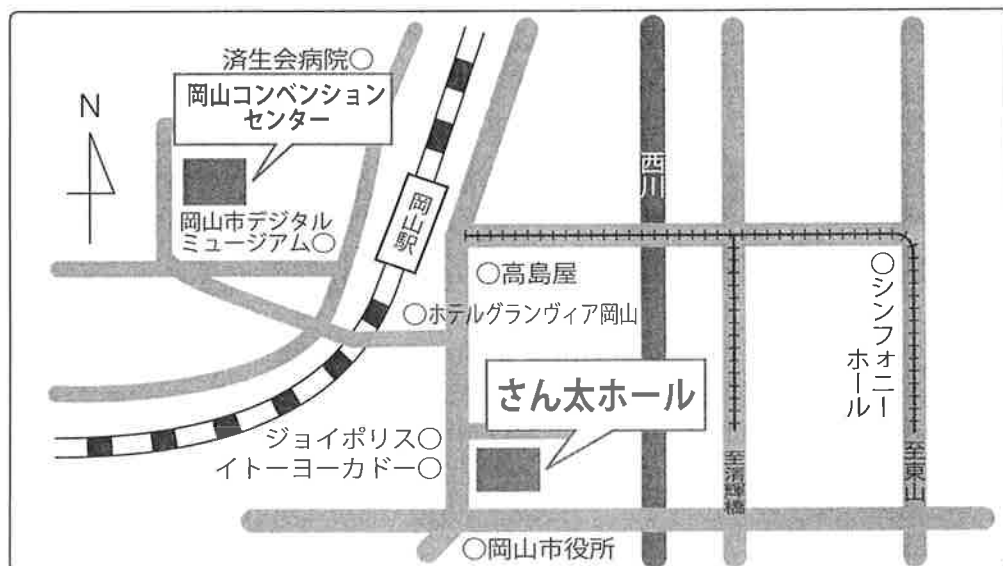 済生会病院○
岡山コンベンション
センター
N
岡山市デジタル
ミュージアム○
岡山駅
西川
○高島屋
○ホテルグランヴィア岡山
○シンフォニー
ホール
さん太ホール
ジョイポリス○
イトーヨーカドー○
至清輝橋
至東山
○岡山市役所